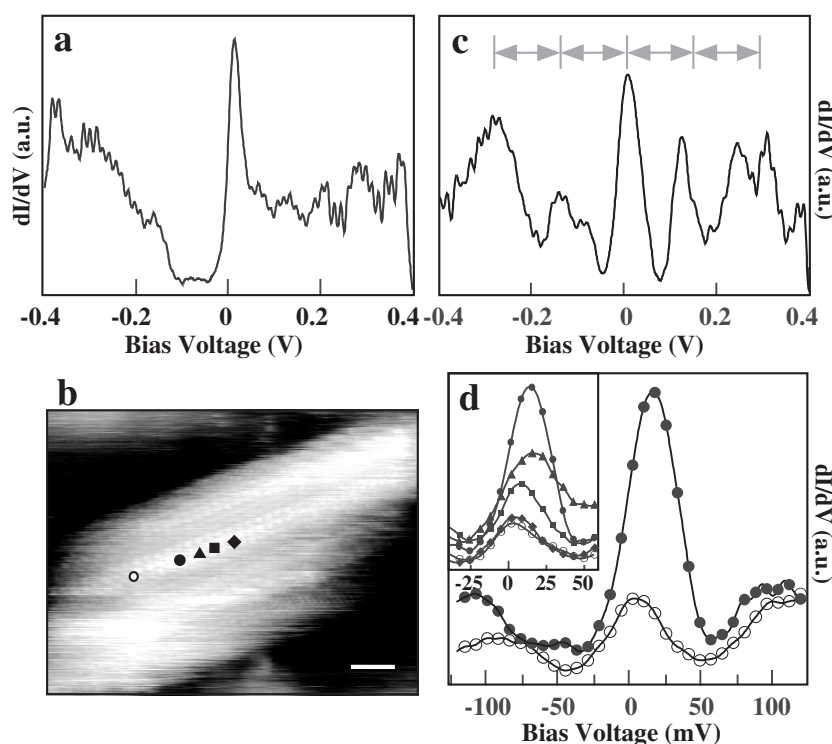 a
dI/dV (a.u.)
-0.4 -0.2 0 0.2 0.4
Bias Voltage (V)
c
dI/dV (a.u.)
-0.4 -0.2 0 0.2 0.4
Bias Voltage (V)
b
d
-25 0 25 50
dI/dV (a.u.)
-100 -50 0 50 100
Bias Voltage (mV)